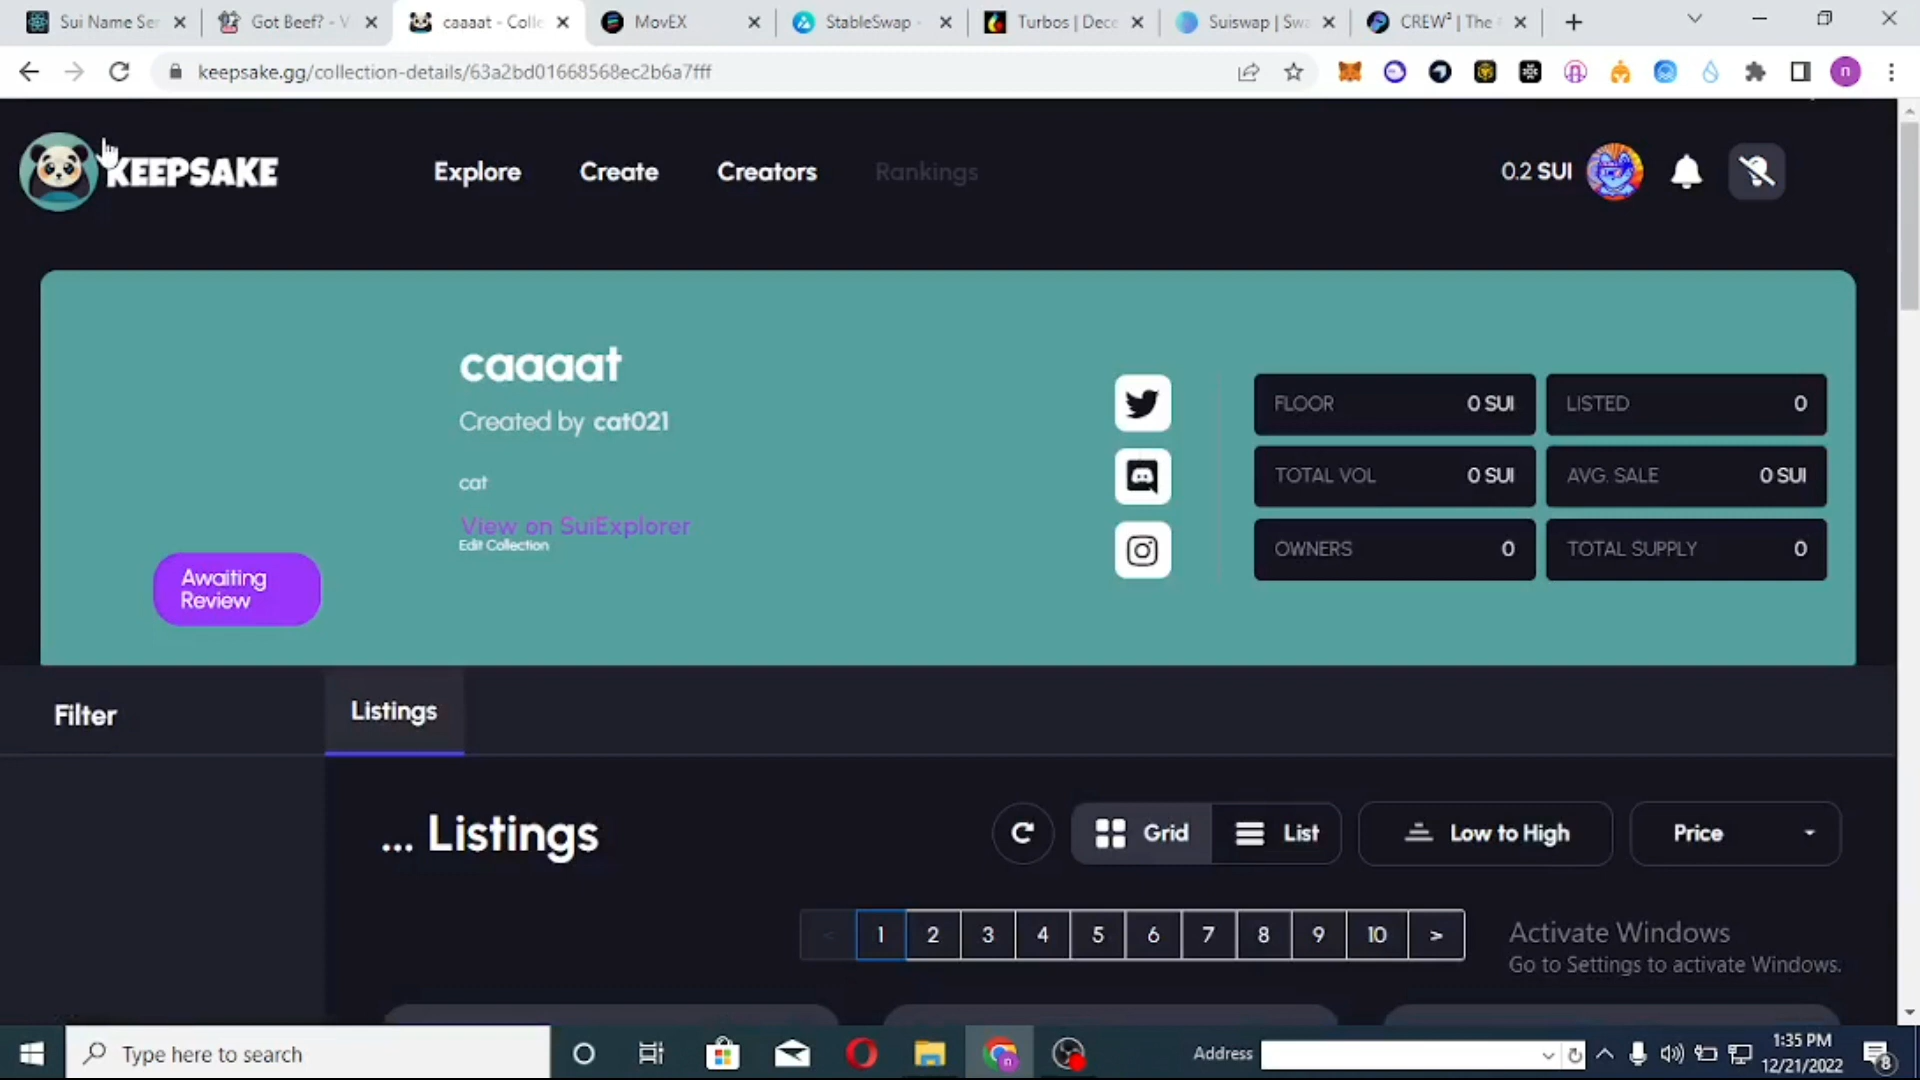 Sui Name Ser
Got Beef? - V
caaaat - Colle
MovEX
StableSwap -
Turbos | Dece
Suiswap | Swa
CREW² | The
keepsake.gg/collection-details/63a2bd01668568ec2b6a7fff
n
KEEPSAKE
Explore
Create
Creators
Rankings
0.2 SUI
caaaat
Created by cat021
cat
View on SuiExplorer
Edit Collection
Awaiting
Review
FLOOR 0 SUI
LISTED 0
TOTAL VOL 0 SUI
AVG. SALE 0 SUI
OWNERS 0
TOTAL SUPPLY 0
Filter
Listings
... Listings
Grid
List
Low to High
Price
< 1 2 3 4 5 6 7 8 9 10 >
Activate Windows
Go to Settings to activate Windows.
Type here to search
Address
1:35 PM
12/21/2022
8